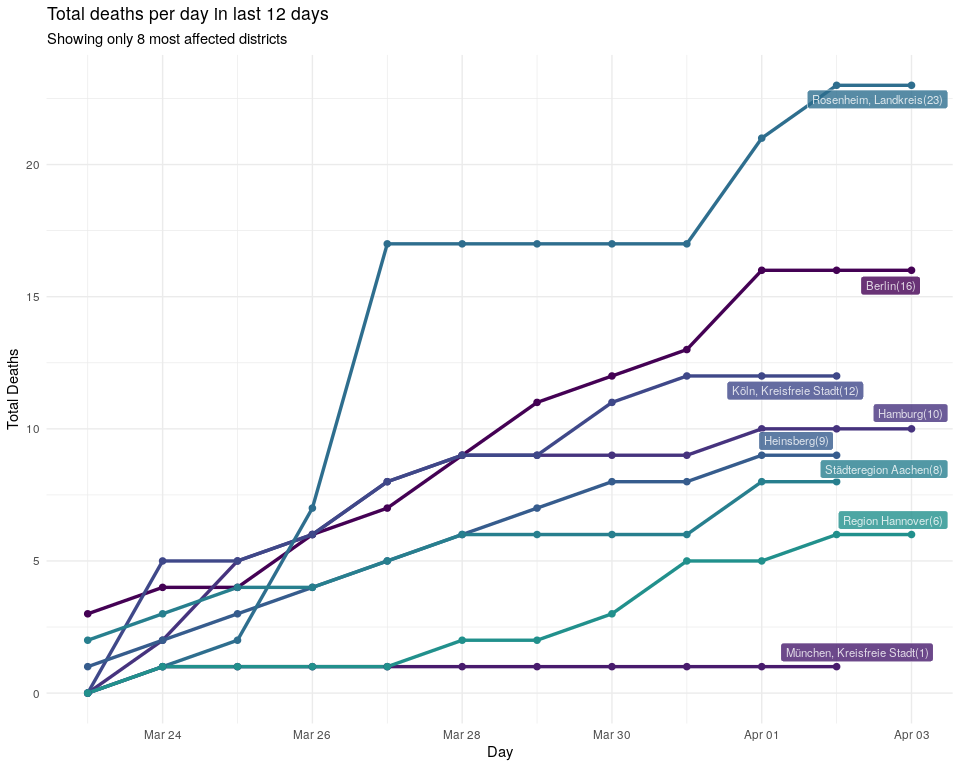 Total deaths per day in last 12 days
Showing only 8 most affected districts
Total Deaths
20
15
10
5
0
Rosenheim, Landkreis(23)
Berlin(16)
Köln, Kreisfreie Stadt(12)
Hamburg(10)
Heinsberg(9)
Städteregion Aachen(8)
Region Hannover(6)
München, Kreisfreie Stadt(1)
Mar 24
Mar 26
Mar 28
Mar 30
Apr 01
Apr 03
Day